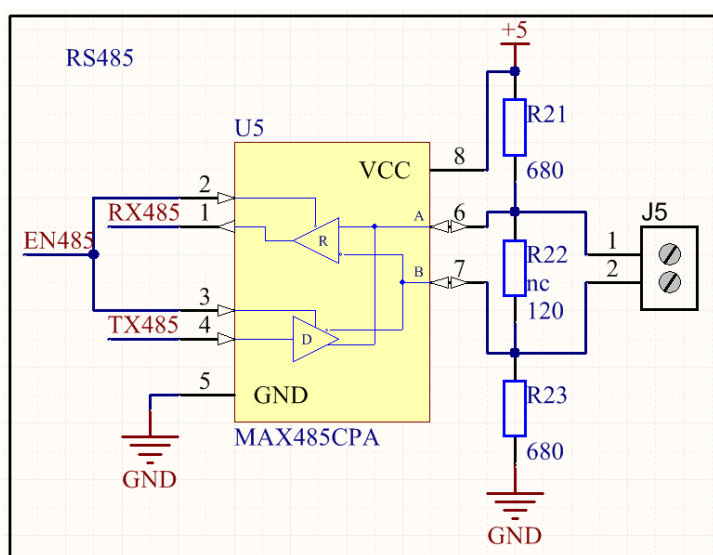 +5
RS485
R21
U5
680
VCC
8
2
RX485
1
A
6
J5
EN485
R
R22
1
B
7
nc
2
3
120
TX485
4
D
5
GND
R23
MAX485CPA
680
GND
GND